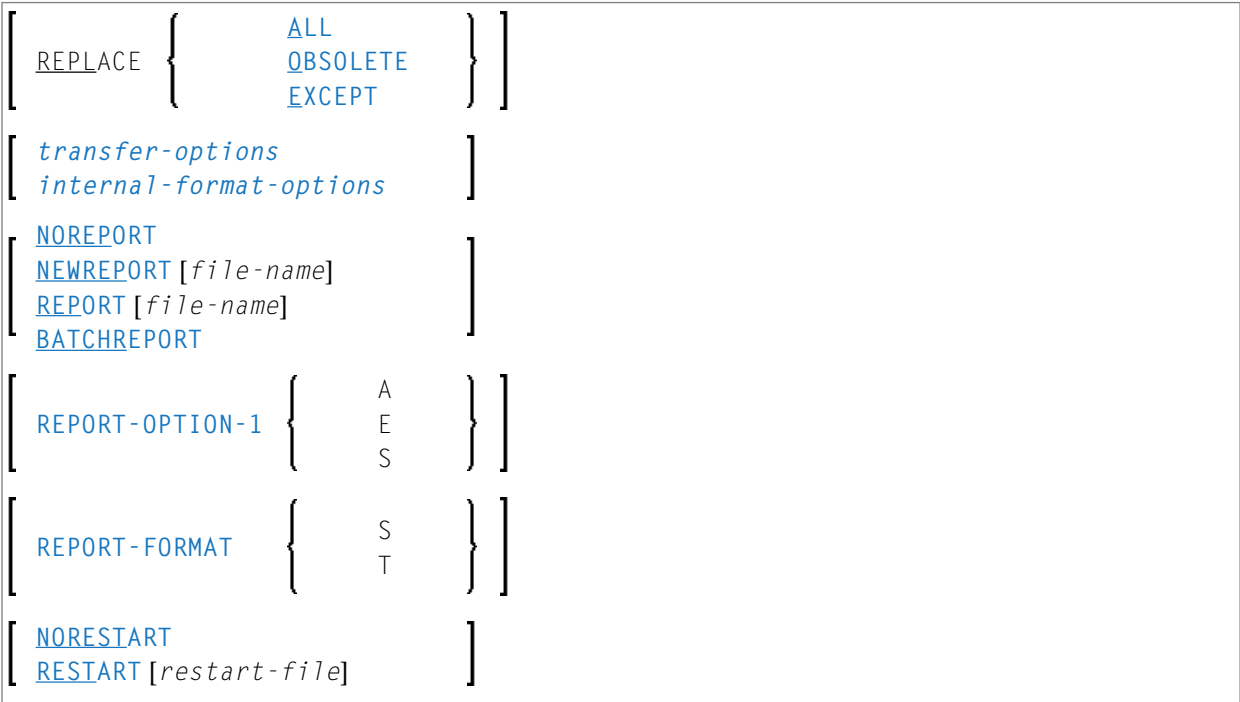 ALL
REPLACE OBSOLETE
EXCEPT
transfer-options
internal-format-options
NOREPORT
NEWREPORT [file-name]
REPORT [file-name]
BATCHREPORT
A
REPORT-OPTION-1 E
S
S
REPORT-FORMAT
T
NORESTART
RESTART [restart-file]